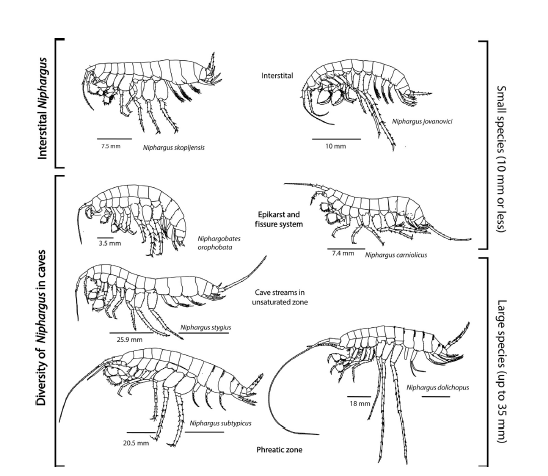 Interstital Niphargus
Interstital
Small species (10 mm or less)
7.5 mm
Niphargus skopljensis
10 mm
Niphargus jovanovici
Diversity of Niphargus in caves
3.5 mm
Niphargobates
orophobata
Epikarst and
fissure system
7.4 mm
Niphargus carniolicus
Cave streams in
unsaturated zone
Large species (up to 35 mm)
Niphargus stygius
25.9 mm
Niphargus subtypicus
20.5 mm
Niphargus dolichopus
18 mm
Phreatic zone